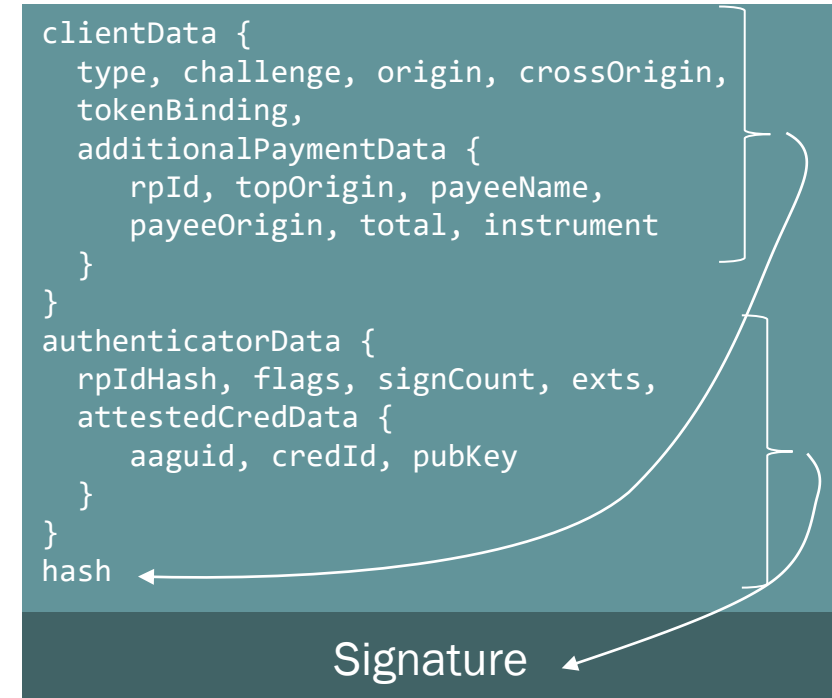 clientData {
type, challenge, origin, crossOrigin,
tokenBinding,
additionalPaymentData {
rpId, topOrigin, payeeName,
payeeOrigin, total, instrument
}
}
authenticatorData {
rpIdHash, flags, signCount, exts,
attestedCredData {
aaguid, credId, pubKey
}
}
hash
Signature